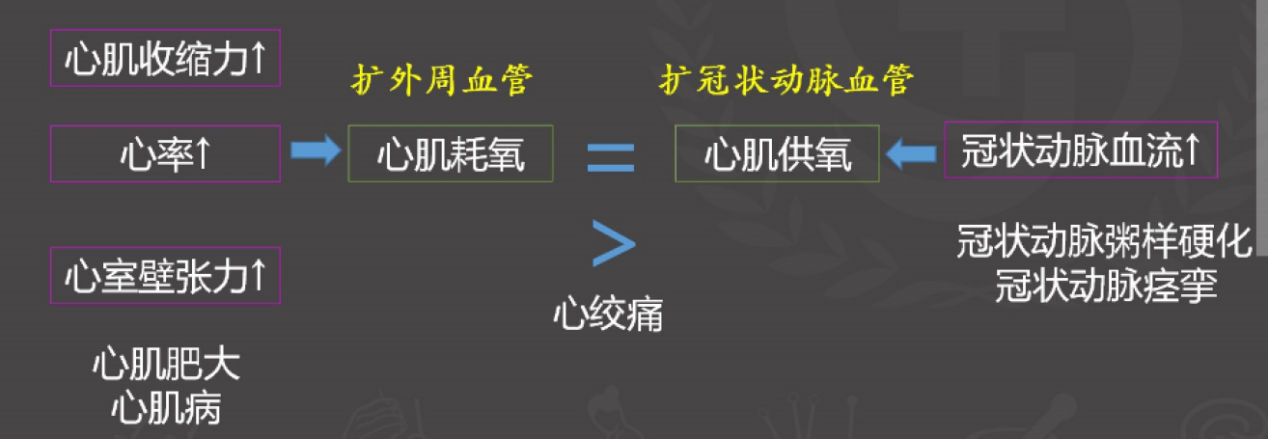 心肌收缩力↑
扩外周血管
扩冠状动脉血管
心率↑
心肌耗氧
=
心肌供氧
冠状动脉血流↑
>
心绞痛
心室壁张力↑
冠状动脉粥样硬化
冠状动脉痉挛
心肌肥大
心肌病